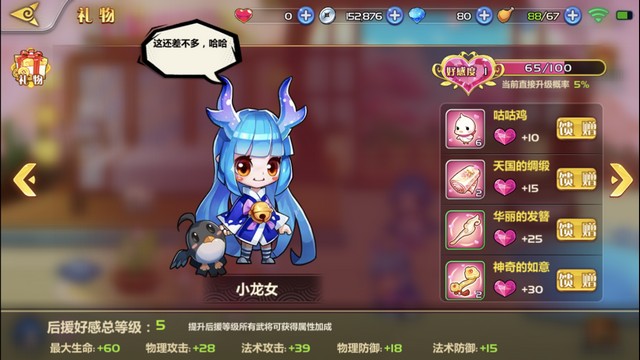 礼物
0
152,876
80
88/67
这还差不多，哈哈
礼物
好感度
1
65/100
当前直接升级概率 5%
咕咕鸡
6
+10
馈赠
天国的绸缎
2
+15
馈赠
华丽的发簪
+25
馈赠
神奇的如意
2
+30
馈赠
小龙女
后援好感总等级：5 提升后援等级所有武将可获得属性加成
最大生命:+60 物理攻击:+28 法术攻击:+39 物理防御:+18 法术防御:+15